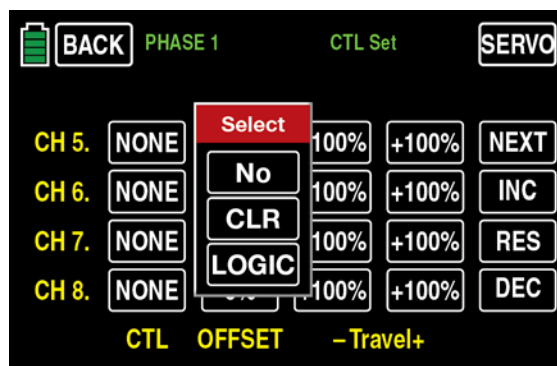 BACK PHASE 1 CTL Set SERVO
Select
CH 5. NONE 100% +100% NEXT
No
CH 6. NONE 100% +100% INC
CLR
CH 7. NONE 100% +100% RES
LOGIC
CH 8. NONE 100% +100% DEC
CTL OFFSET – Travel+